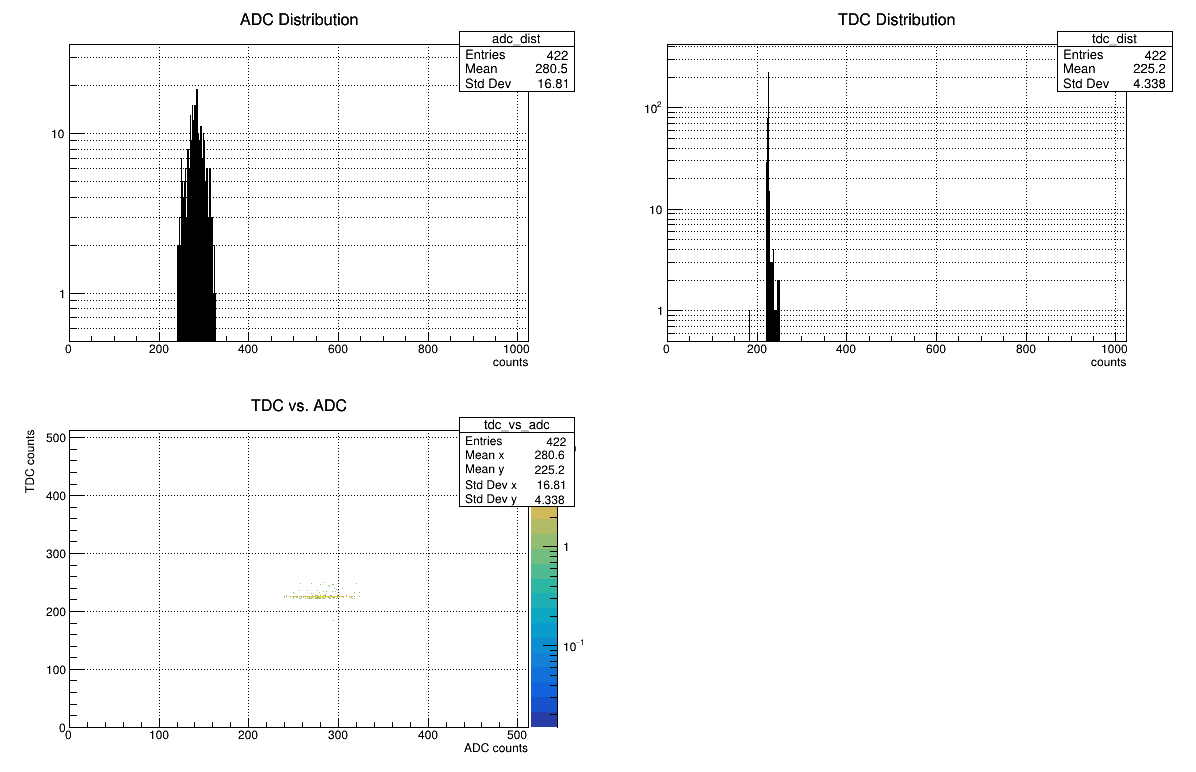 ADC Distribution
adc_dist
Entries 422
Mean 280.5
Std Dev 16.81
10
1
0 200 400 600 800 1000
counts
TDC Distribution
tdc_dist
Entries 422
Mean 225.2
Std Dev 4.338
10²
10
1
0 200 400 600 800 1000
counts
TDC vs. ADC
tdc_vs_adc
Entries 422
Mean x 280.6
Mean y 225.2
Std Dev x 16.81
Std Dev y 4.338
TDC counts
500
400
300
200
100
0
0 100 200 300 400 500
ADC counts
1
10⁻¹